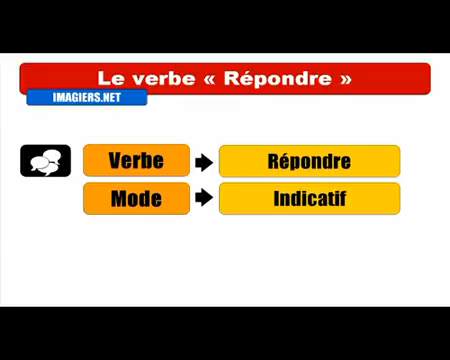 Le verbe « Répondre »
IMAGIERS.NET
Verbe Répondre
Mode Indicatif